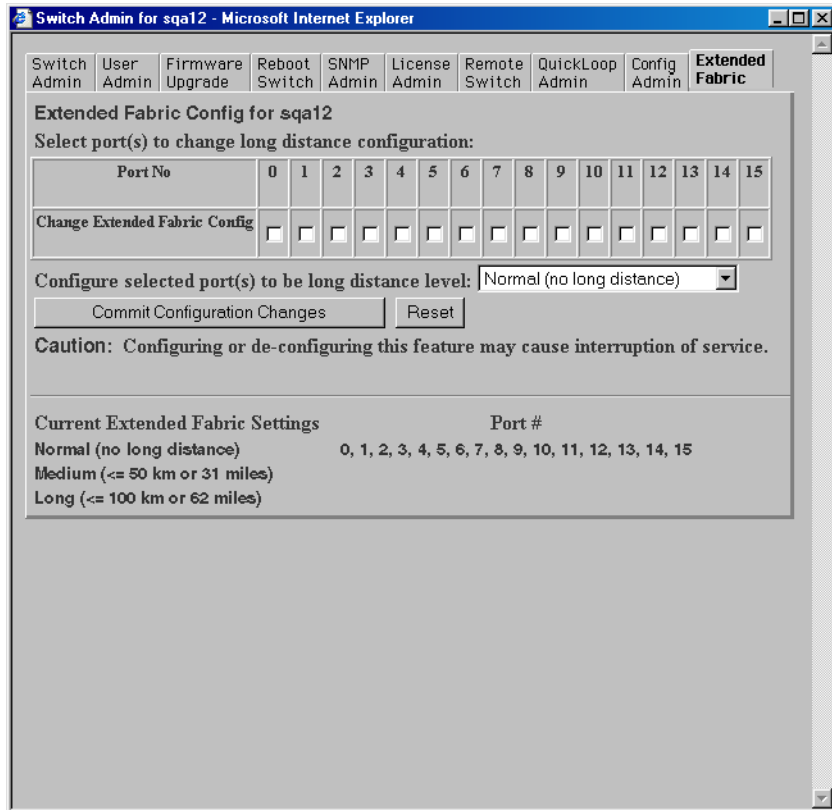 Switch Admin for sqa12 - Microsoft Internet Explorer
Switch Admin User Admin Firmware Upgrade Reboot Switch SNMP Admin License Admin Remote Switch QuickLoop Admin Config Admin Extended Fabric
Extended Fabric Config for sqa12
Select port(s) to change long distance configuration:
Port No 0 1 2 3 4 5 6 7 8 9 10 11 12 13 14 15
Change Extended Fabric Config
Configure selected port(s) to be long distance level: Normal (no long distance)
Commit Configuration Changes Reset
Caution: Configuring or de-configuring this feature may cause interruption of service.
Current Extended Fabric Settings Port #
Normal (no long distance) 0, 1, 2, 3, 4, 5, 6, 7, 8, 9, 10, 11, 12, 13, 14, 15
Medium (<= 50 km or 31 miles)
Long (<= 100 km or 62 miles)